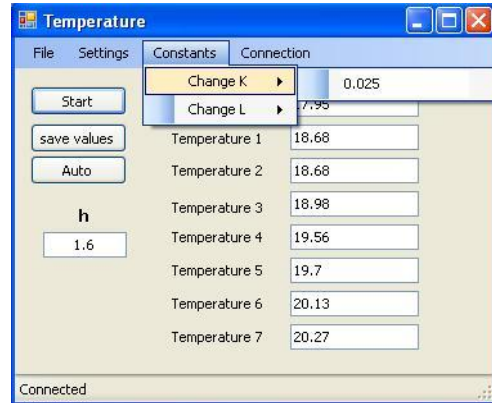 Temperature
File Settings Constants Connection
Change K 0.025
Start Change L 17.95
save values Temperature 1 18.68
Auto Temperature 2 18.68
h Temperature 3 18.98
1.6 Temperature 4 19.56
Temperature 5 19.7
Temperature 6 20.13
Temperature 7 20.27
Connected